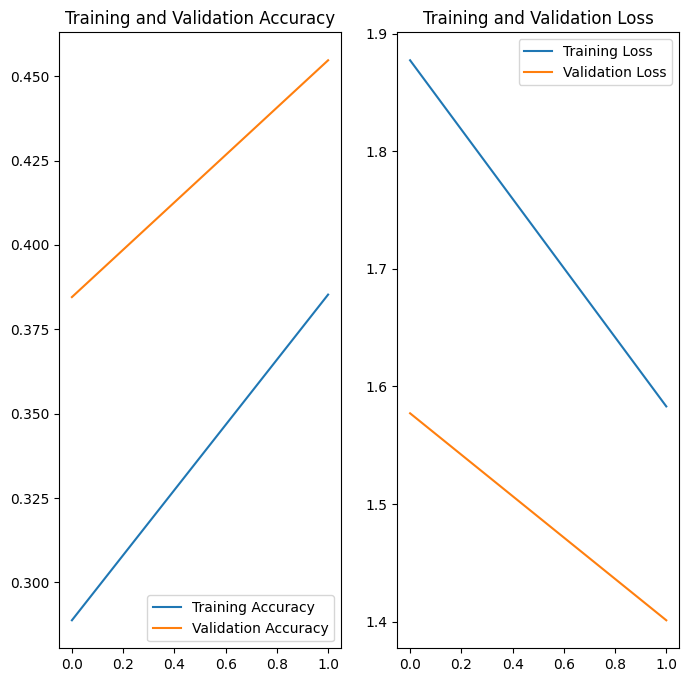 Training and Validation Accuracy
0.450
0.425
0.400
0.375
0.350
0.325
0.300
0.0 0.2 0.4 0.6 0.8 1.0
Training Accuracy
Validation Accuracy
Training and Validation Loss
1.9
1.8
1.7
1.6
1.5
1.4
0.0 0.2 0.4 0.6 0.8 1.0
Training Loss
Validation Loss